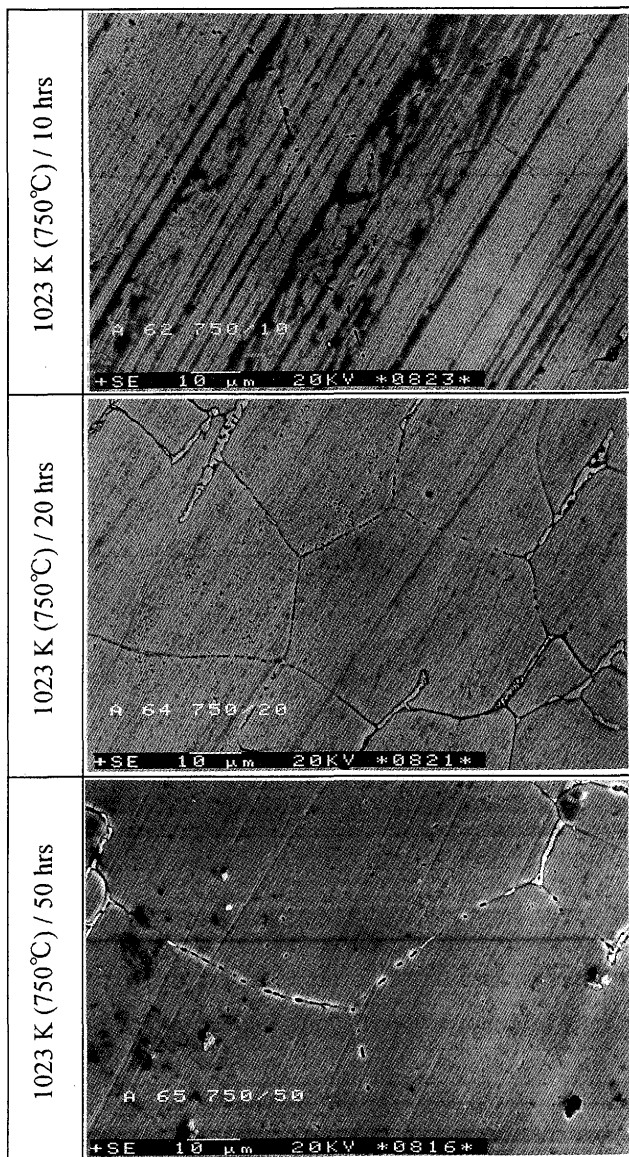 1023 K (750℃) / 10 hrs
A 62 750/10
+SE 10 μm 20KV *0823*
1023 K (750℃) / 20 hrs
A 64 750/20
+SE 10 μm 20KV *0821*
1023 K (750℃) / 50 hrs
A 65 750/50
+SE 10 μm 20KV *0816*